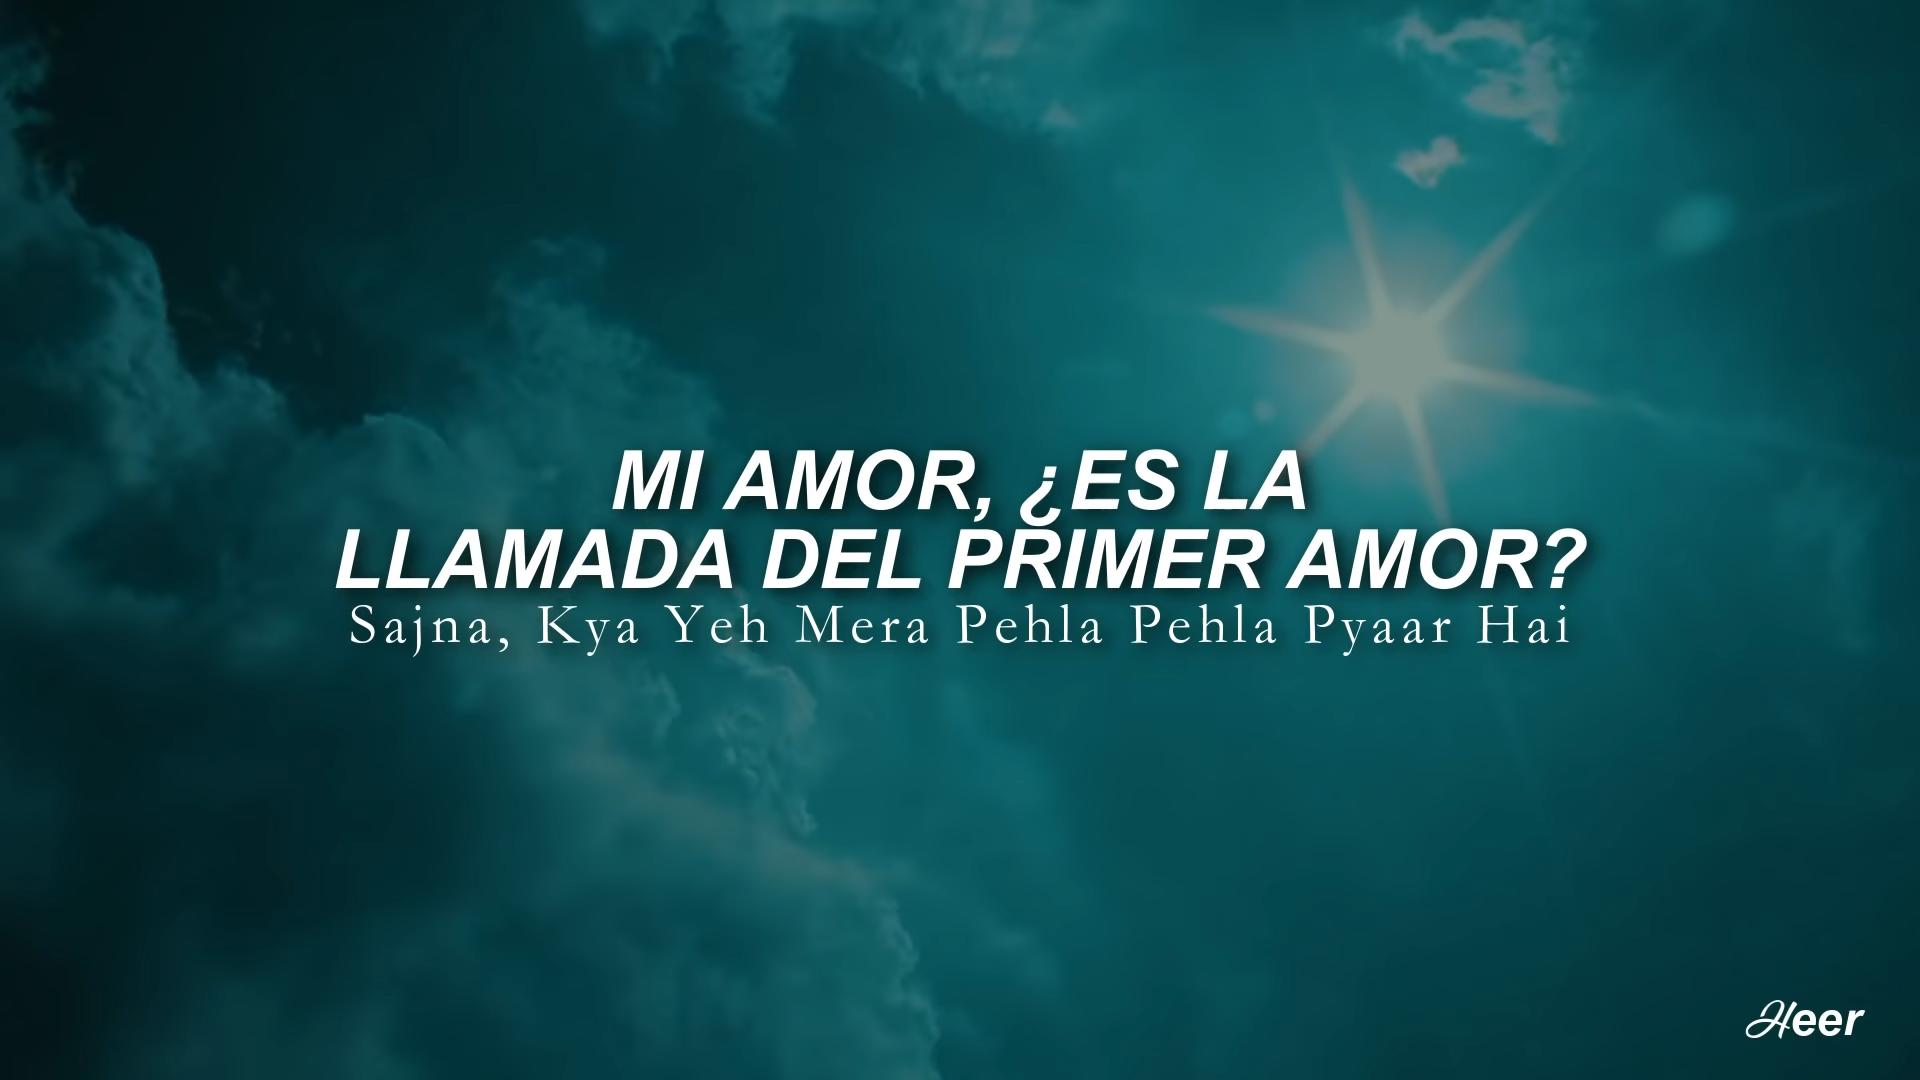 MI AMOR, ¿ES LA
LLAMADA DEL PRIMER AMOR?
Sajna, Kya Yeh Mera Pehla Pehla Pyaar Hai
Heer